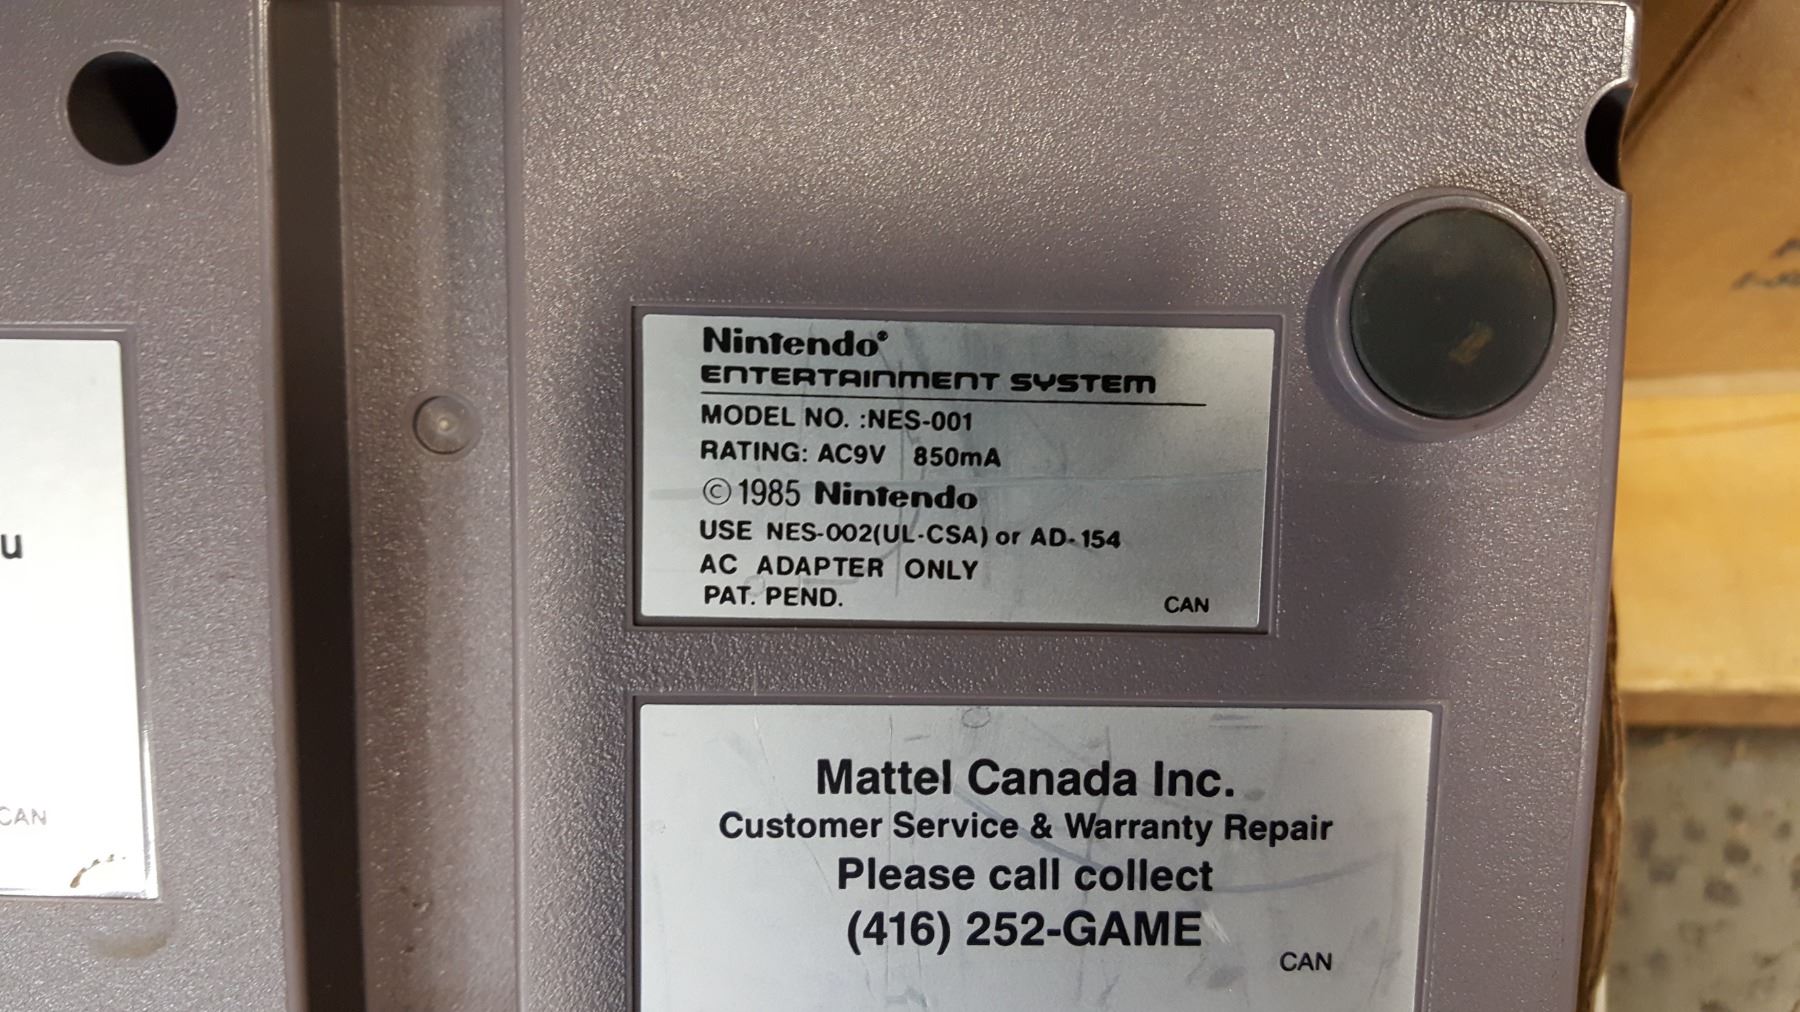 Nintendo®
ENTERTAINMENT SYSTEM
MODEL NO. :NES-001
RATING: AC9V 850mA
©1985 Nintendo
USE NES-002(UL-CSA) or AD-154
AC ADAPTER ONLY
PAT. PEND.
CAN
Mattel Canada Inc.
Customer Service & Warranty Repair
Please call collect
(416) 252-GAME
CAN
u
CAN